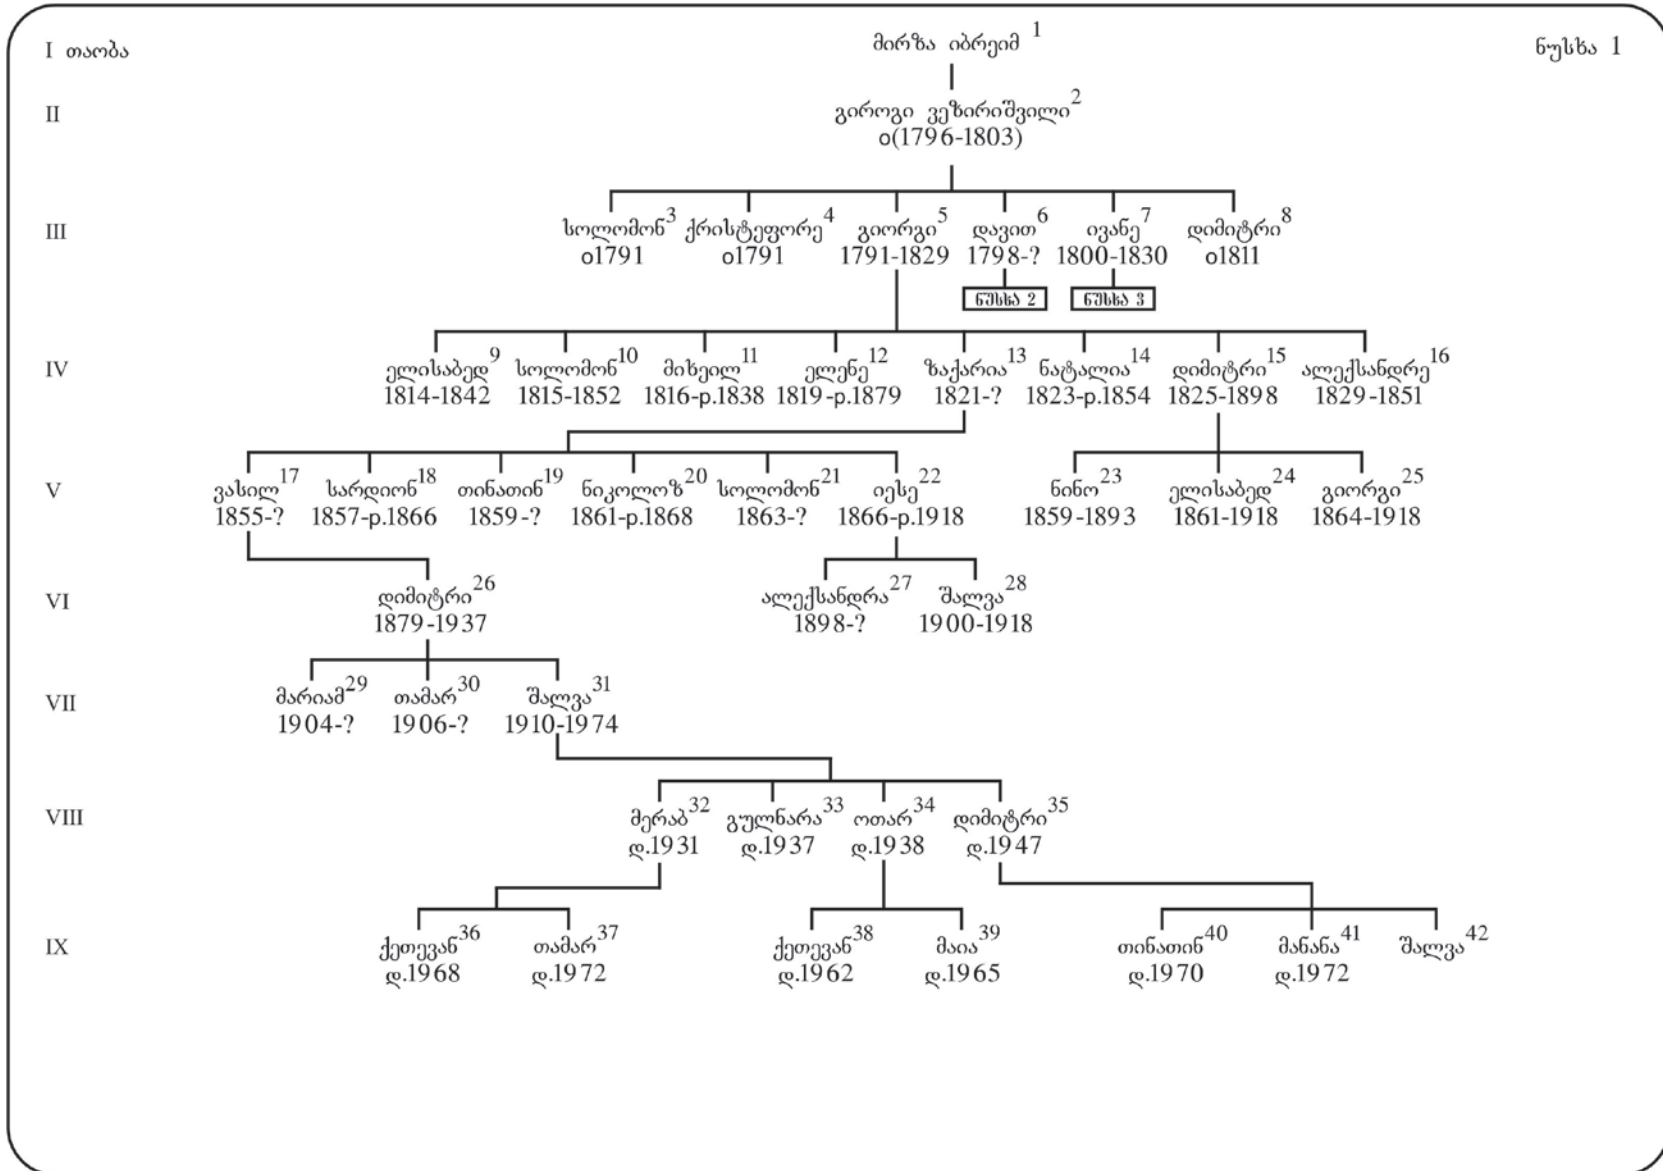 I თაობა
მირზა იბრეიმ 1
ნუსხა 1
II
გიროგი ვეზირიშვილი 2
o(1796-1803)
III
სოლომონ 3 ქრისტეფორე 4 გიორგი 5 დავით 6 ივანე 7 დიმიტრი 8
o1791 o1791 1791-1829 1798-? 1800-1830 o1811
ნუსხა 2 ნუსხა 3
IV
ელისაბედ 9 სოლომონ 10 მიხეილ 11 ელენე 12 ზაქარია 13 ნატალია 14 დიმიტრი 15 ალექსანდრე 16
1814-1842 1815-1852 1816-p.1838 1819-p.1879 1821-? 1823-p.1854 1825-1898 1829-1851
V
ვასილ 17 სარდიონ 18 თინათინ 19 ნიკოლოზ 20 სოლომონ 21 იესე 22 ნინო 23 ელისაბედ 24 გიორგი 25
1855-? 1857-p.1866 1859-? 1861-p.1868 1863-? 1866-p.1918 1859-1893 1861-1918 1864-1918
VI
დიმიტრი 26 ალექსანდრა 27 შალვა 28
1879-1937 1898-? 1900-1918
VII
მარიამ 29 თამარ 30 შალვა 31
1904-? 1906-? 1910-1974
VIII
მერაბ 32 გულნარა 33 ოთარ 34 დიმიტრი 35
დ.1931 დ.1937 დ.1938 დ.1947
IX
ქეთევან 36 თამარ 37 ქეთევან 38 მაია 39 თინათინ 40 მანანა 41 შალვა 42
დ.1968 დ.1972 დ.1962 დ.1965 დ.1970 დ.1972